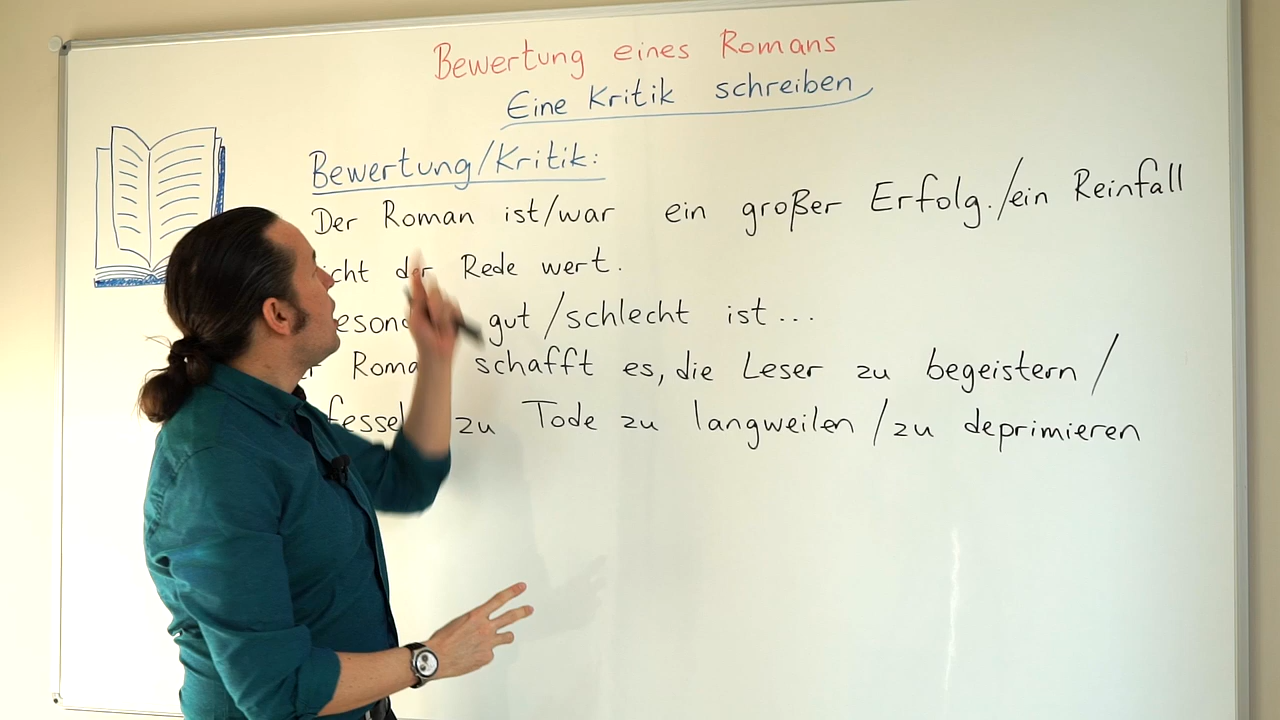 Bewertung eines Romans
Eine Kritik schreiben
Bewertung/Kritik:
Der Roman ist/war ein großer Erfolg./ein Reinfall
der Rede wert.
gut /schlecht ist...
schafft es, die Leser zu begeistern /
zu Tode zu langweilen /zu deprimieren